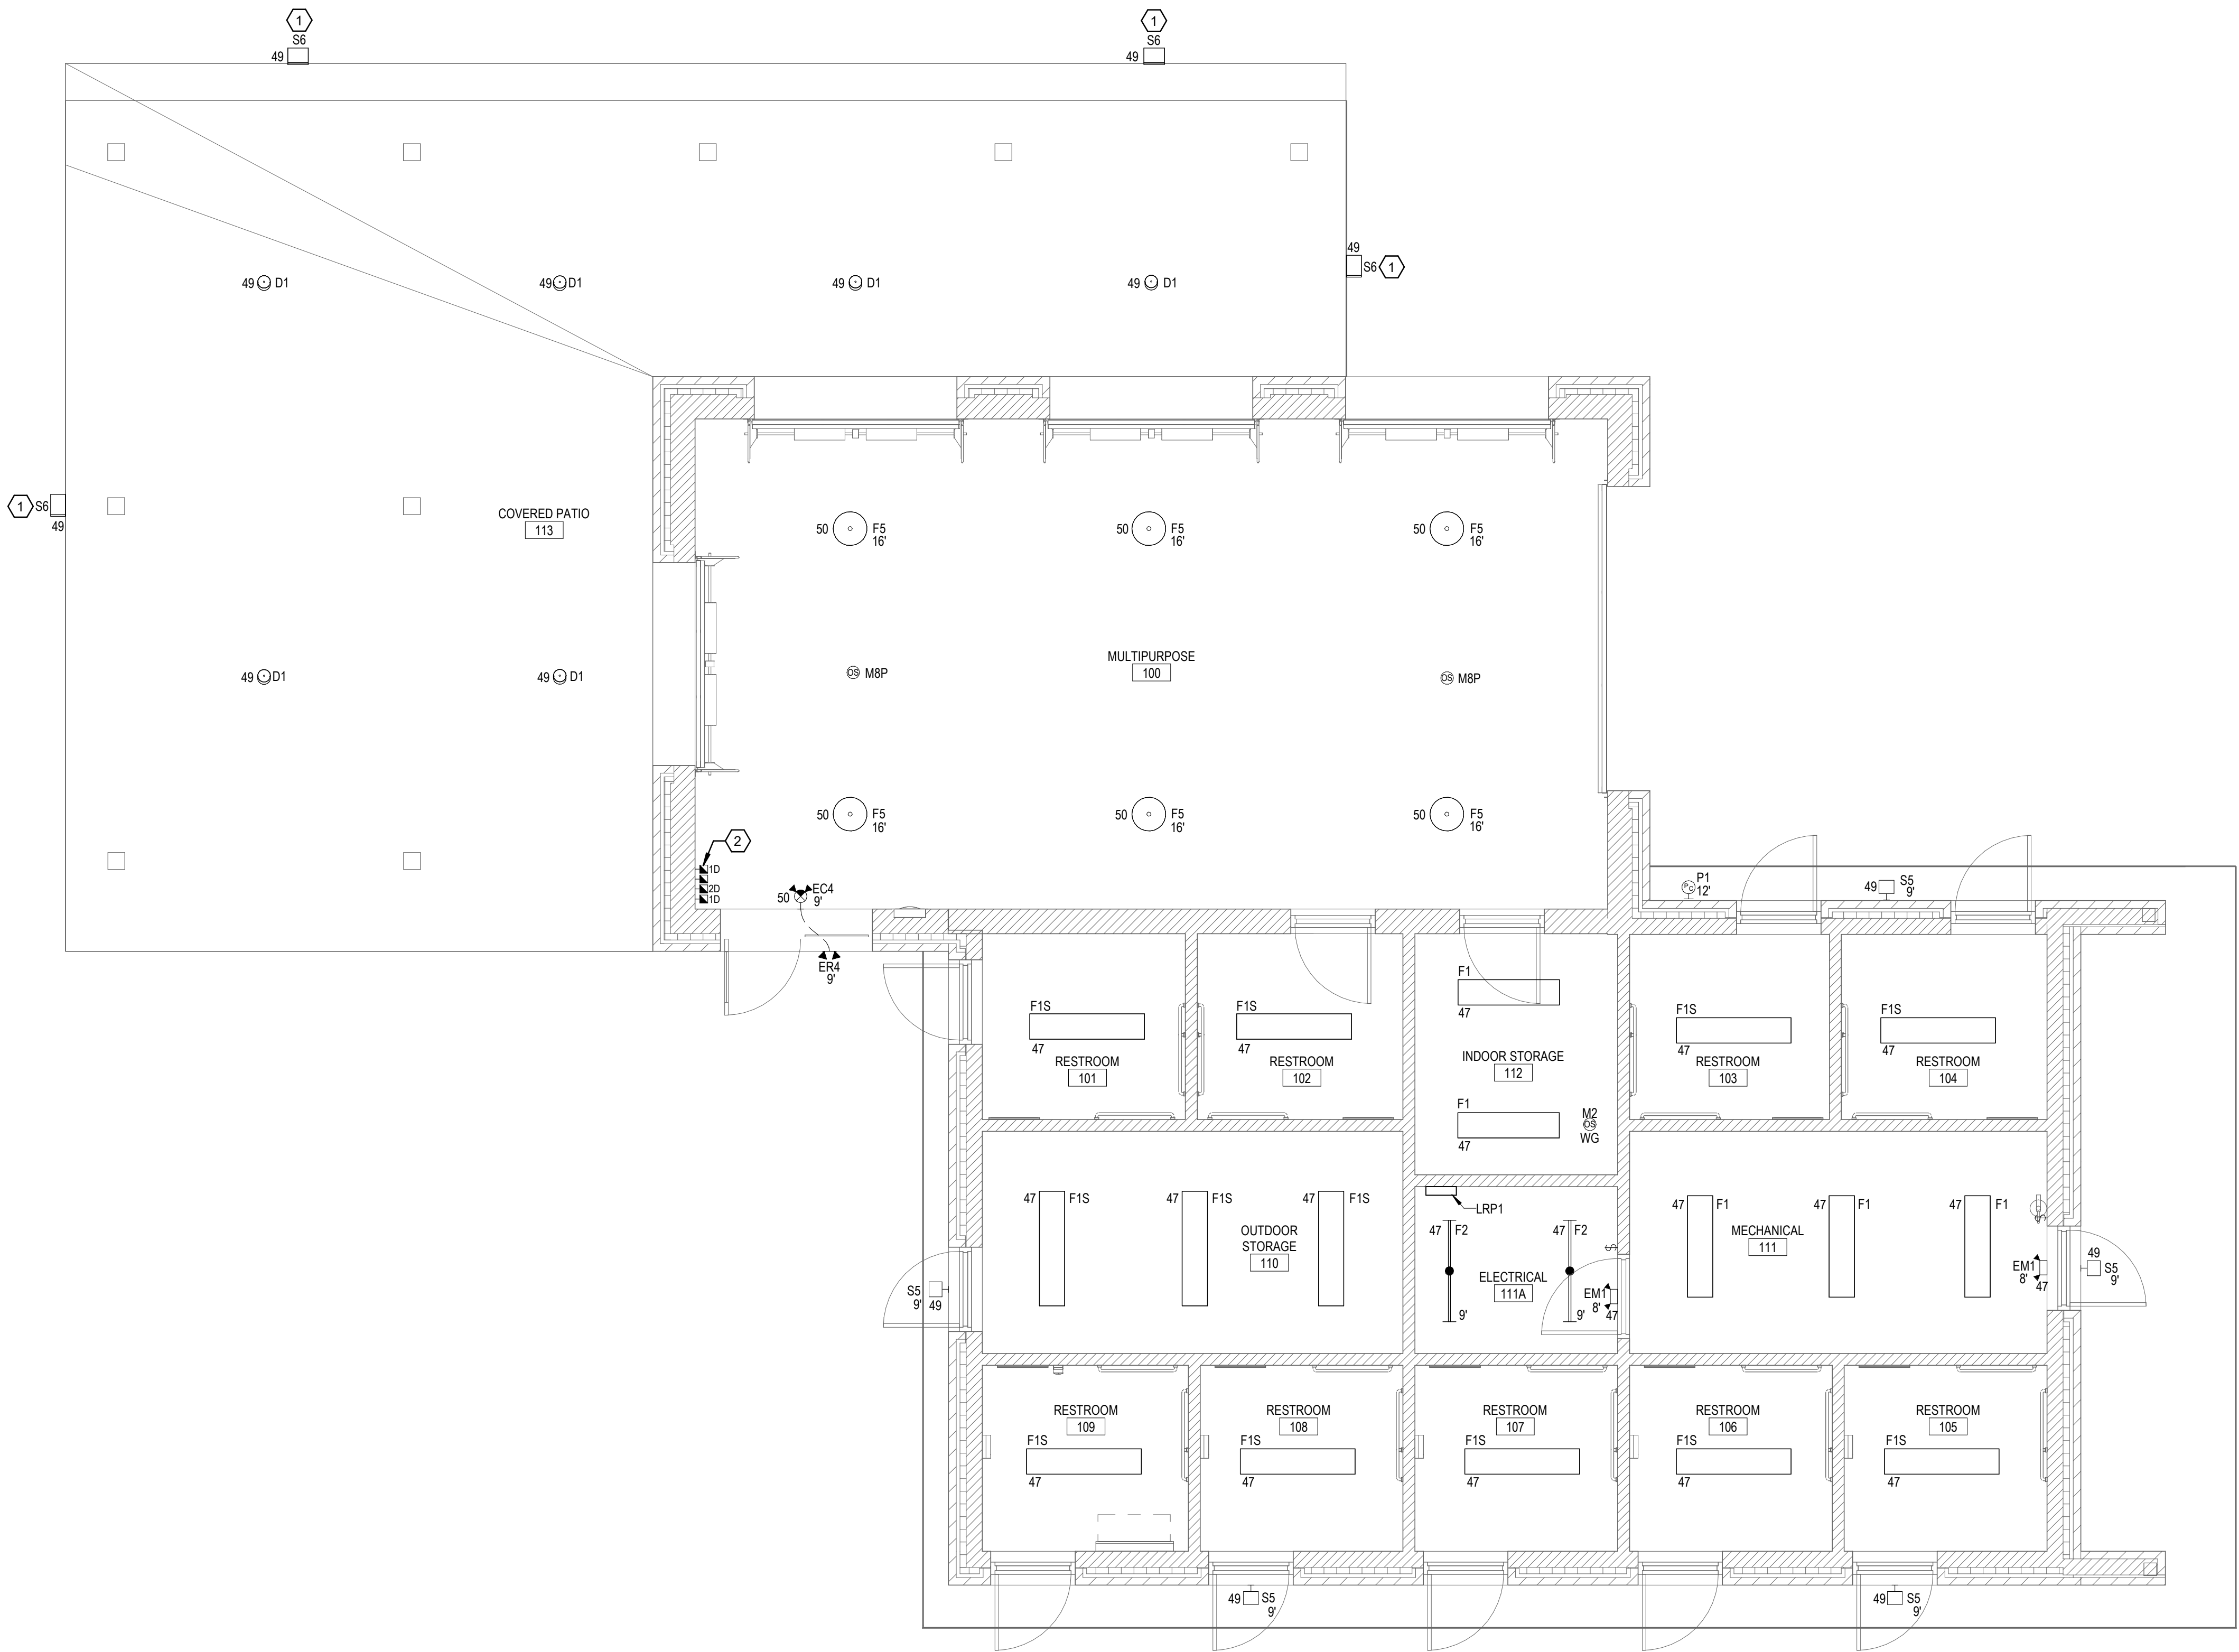 1
1
S6
S6
49
49
49
S6
1
49
D1
49
D1
49
D1
49
D1
1
S6
49
COVERED PATIO
113
50
F5
16'
50
F5
16'
50
F5
16'
49
D1
49
D1
OS
M8P
MULTIPURPOSE
100
OS
M8P
50
F5
16'
50
F5
16'
50
F5
16'
2
1D
2D
1D
50
EC4
9'
ER4
9'
P1
PC
12'
49
S5
9'
F1S
47
RESTROOM
101
F1S
47
RESTROOM
102
F1
47
INDOOR STORAGE
112
F1
47
M2
OS
WG
F1S
47
RESTROOM
103
F1S
47
RESTROOM
104
47
F1S
47
F1S
47
F1S
OUTDOOR
STORAGE
110
S5
9'
49
LRP1
47
F2
9'
47
F2
9'
$
ELECTRICAL
111A
EM1
8'
47
47
F1
47
F1
47
F1
MECHANICAL
111
$
EM1
8'
47
49
S5
9'
RESTROOM
109
F1S
47
RESTROOM
108
F1S
47
RESTROOM
107
F1S
47
RESTROOM
106
F1S
47
RESTROOM
105
F1S
47
49
S5
9'
49
S5
9'